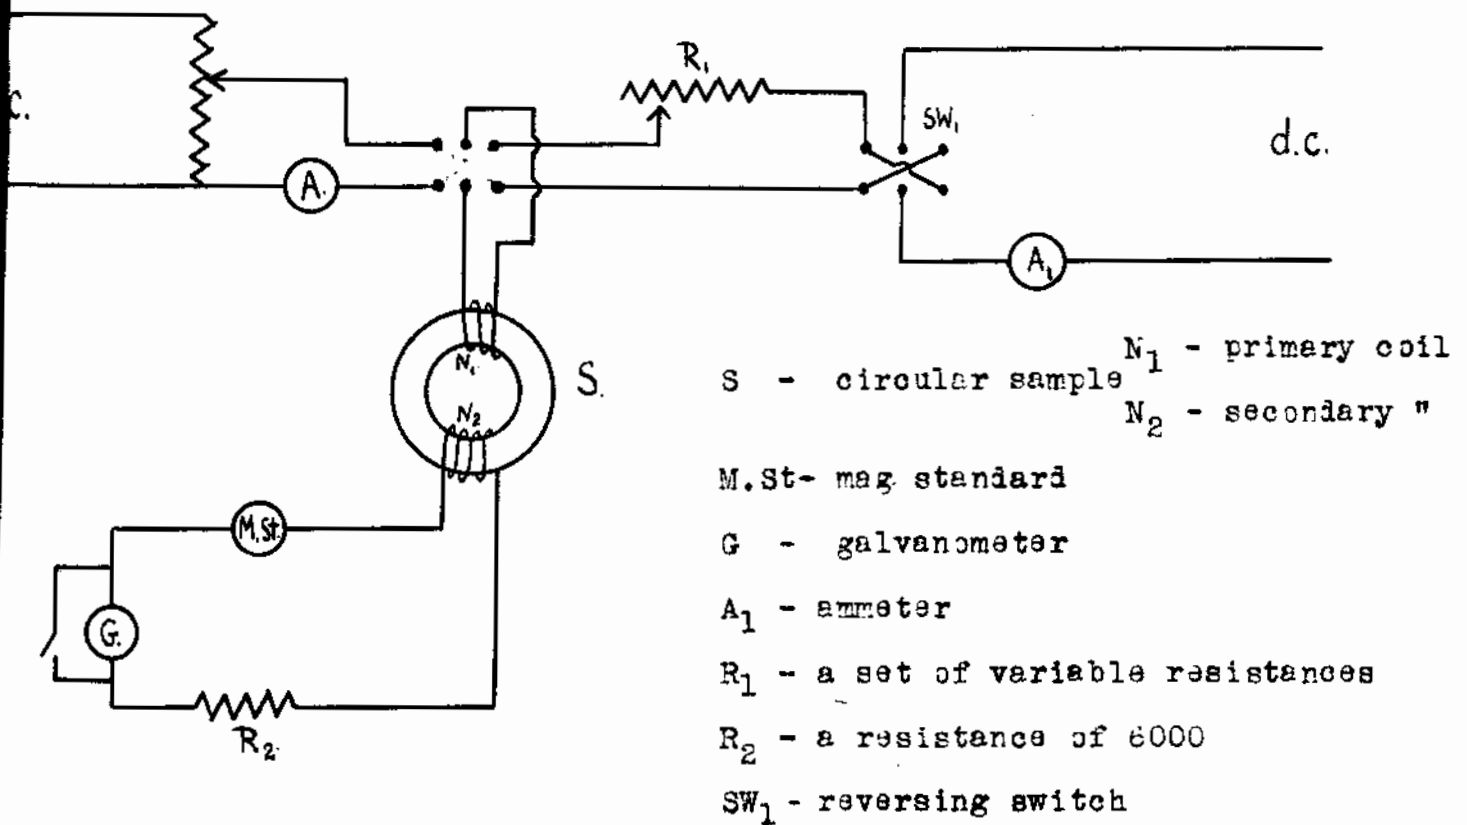 R₁
SW₁
c.
d.c.
A.
A₁
N₁
S.
N₂
M.St.
G.
R₂.
N₁ - primary coil
S - circular sample
N₂ - secondary "
M.St- mag standard
G - galvanometer
A₁ - ammeter
R₁ - a set of variable resistances
R₂ - a resistance of 6000
SW₁ - reversing switch